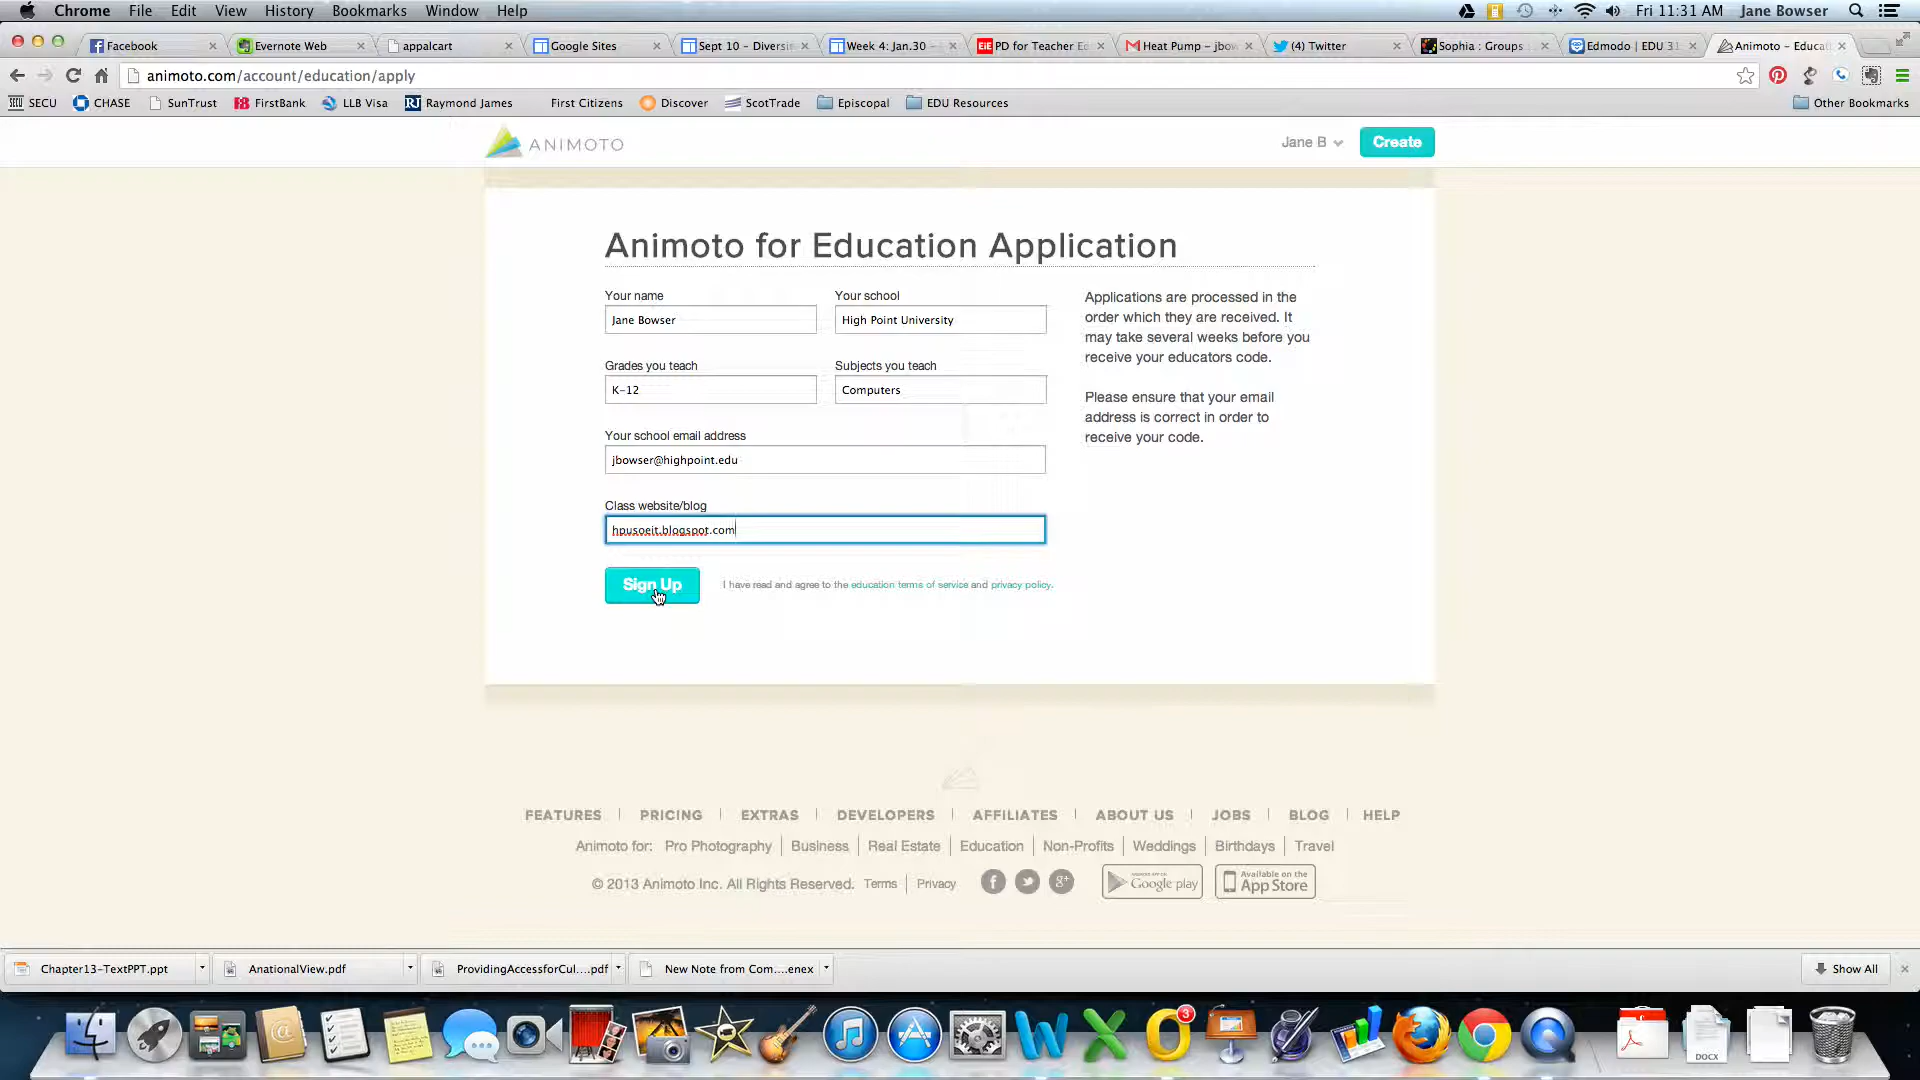 Chrome File Edit View History Bookmarks Window Help Fri 11:31 AM Jane Bowser
Facebook Evernote Web appalcart Google Sites Sept 10 - Diversi Week 4: Jan.30 - PD for Teacher E Heat Pump - jbow (4) Twitter Sophia : Groups Edmodo | EDU 31 Animoto - Educat
animoto.com/account/education/apply
SECU CHASE SunTrust FirstBank LLB Visa Raymond James First Citizens Discover ScotTrade Episcopal EDU Resources Other Bookmarks
ANIMOTO Jane B Create
Animoto for Education Application
Your name Your school
Jane Bowser High Point University
Grades you teach Subjects you teach
K-12 Computers
Your school email address
jbowser@highpoint.edu
Class website/blog
hpusoeit.blogspot.com
Sign Up I have read and agree to the education terms of service and privacy policy.
Applications are processed in the
order which they are received. It
may take several weeks before you
receive your educators code.
Please ensure that your email
address is correct in order to
receive your code.
FEATURES PRICING EXTRAS DEVELOPERS AFFILIATES ABOUT US JOBS BLOG HELP
Animoto for: Pro Photography Business Real Estate Education Non-Profits Weddings Birthdays Travel
© 2013 Animoto Inc. All Rights Reserved. Terms Privacy Google play Available on the App Store
Chapter13-TextPPT.ppt AnationalView.pdf ProvidingAccessforCul....pdf New Note from Com....enex Show All
3
DOCX